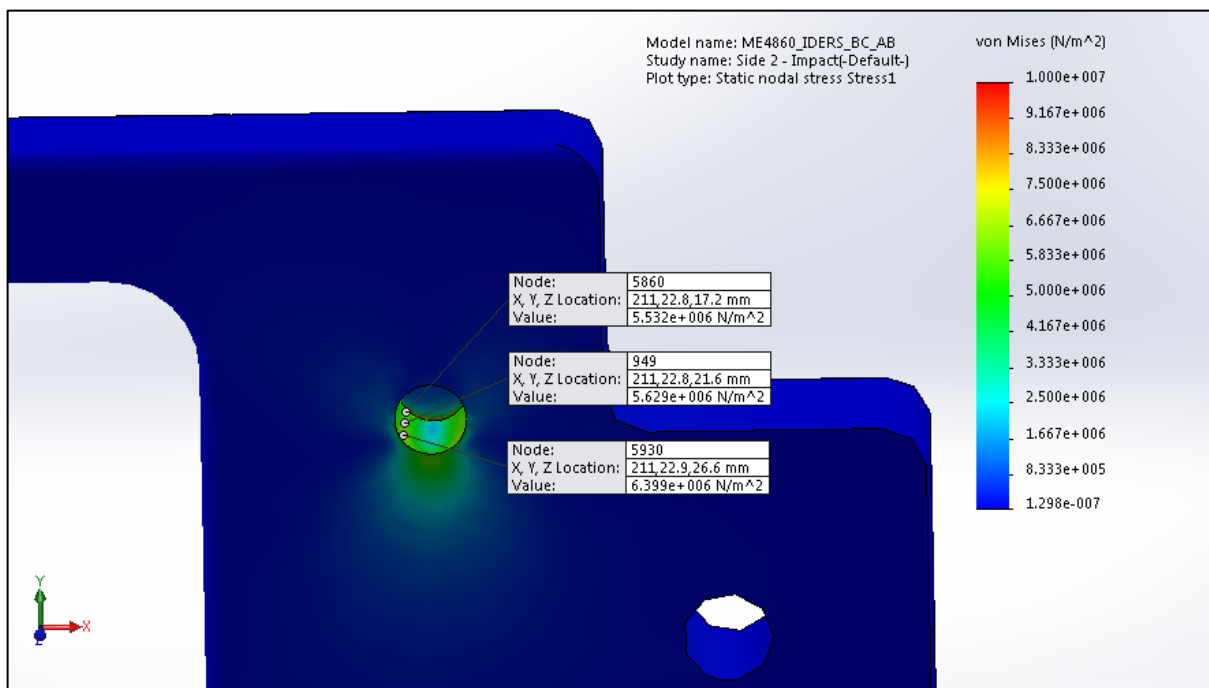 Model name: ME4860_IDERS_BC_AB
Study name: Side 2 - Impact(-Default-)
Plot type: Static nodal stress Stress1
von Mises (N/m^2)
1.000e+007
9.167e+006
8.333e+006
7.500e+006
6.667e+006
5.833e+006
5.000e+006
4.167e+006
3.333e+006
2.500e+006
1.667e+006
8.333e+005
1.298e-007
Node: 5860
X, Y, Z Location: 211,22.8,17.2 mm
Value: 5.532e+006 N/m^2
Node: 949
X, Y, Z Location: 211,22.8,21.6 mm
Value: 5.629e+006 N/m^2
Node: 5930
X, Y, Z Location: 211,22.9,26.6 mm
Value: 6.399e+006 N/m^2
Y
X
Z